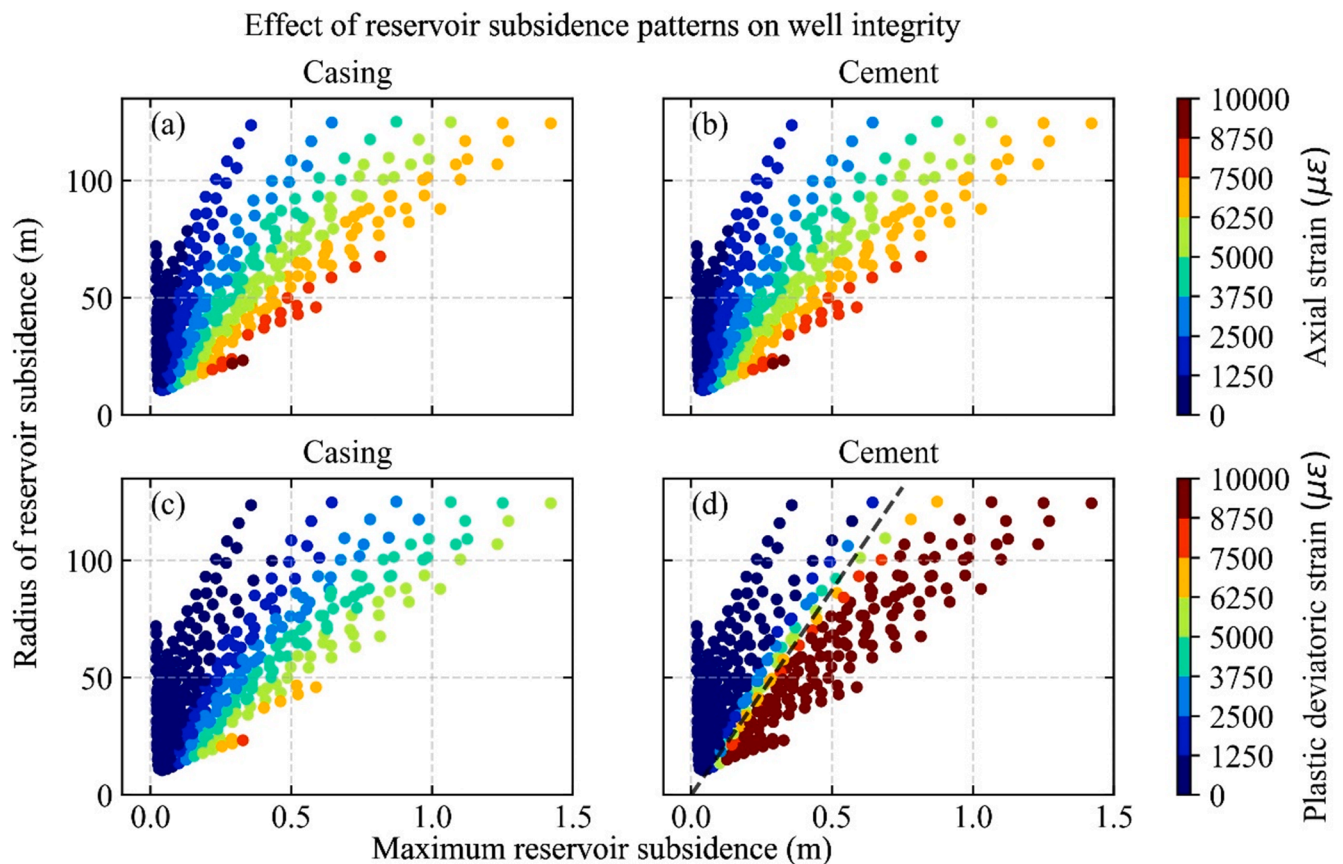 Effect of reservoir subsidence patterns on well integrity
Casing
Cement
(a)
(b)
100
50
0
10000
8750
7500
6250
5000
3750
2500
1250
0
Axial strain (με)
Radius of reservoir subsidence (m)
Casing
Cement
(c)
(d)
100
50
0
0.0 0.5 1.0 1.5
0.0 0.5 1.0 1.5
10000
8750
7500
6250
5000
3750
2500
1250
0
Plastic deviatoric strain (με)
Maximum reservoir subsidence (m)